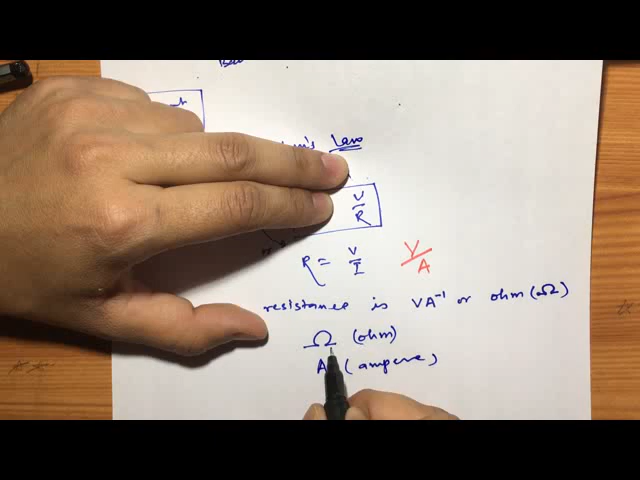 Law
V
R
R = V/I V/A
resistance is VA⁻¹ or ohm (Ω)
Ω (ohm)
A (ampere)